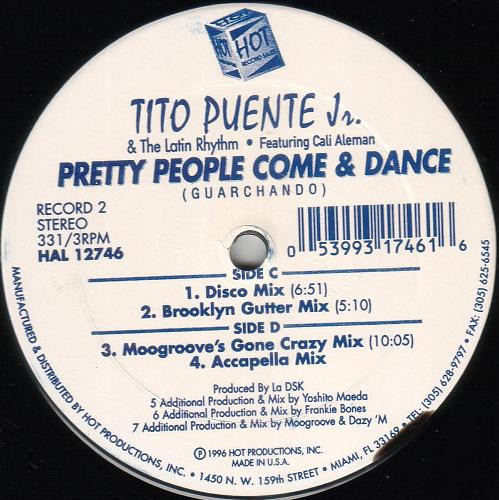 HOT
HOT
RECORD SALES
TITO PUENTE Jr.
& The Latin Rhythm • Featuring Cali Aleman
PRETTY PEOPLE COME & DANCE
(GUARCHANDO)
RECORD 2
STEREO
331/3RPM
HAL 12746
0 53993 17461 6
SIDE C
1. Disco Mix (6:51)
2. Brooklyn Gutter Mix (5:10)
SIDE D
3. Moogroove's Gone Crazy Mix (10:05)
4. Accapella Mix
Produced By La DSK
5 Additional Production & Mix by Yoshito Maeda
6 Additional Production & Mix by Frankie Bones
7 Additional Production & Mix by Moogroove & Dazy 'M
℗ 1996 HOT PRODUCTIONS, INC.
MADE IN U.S.A.
MANUFACTURED & DISTRIBUTED BY HOT PRODUCTIONS, INC. • 1450 N.W. 159th STREET • MIAMI, FL 33169 • TEL: (305) 628-9797 • FAX: (305) 625-6545